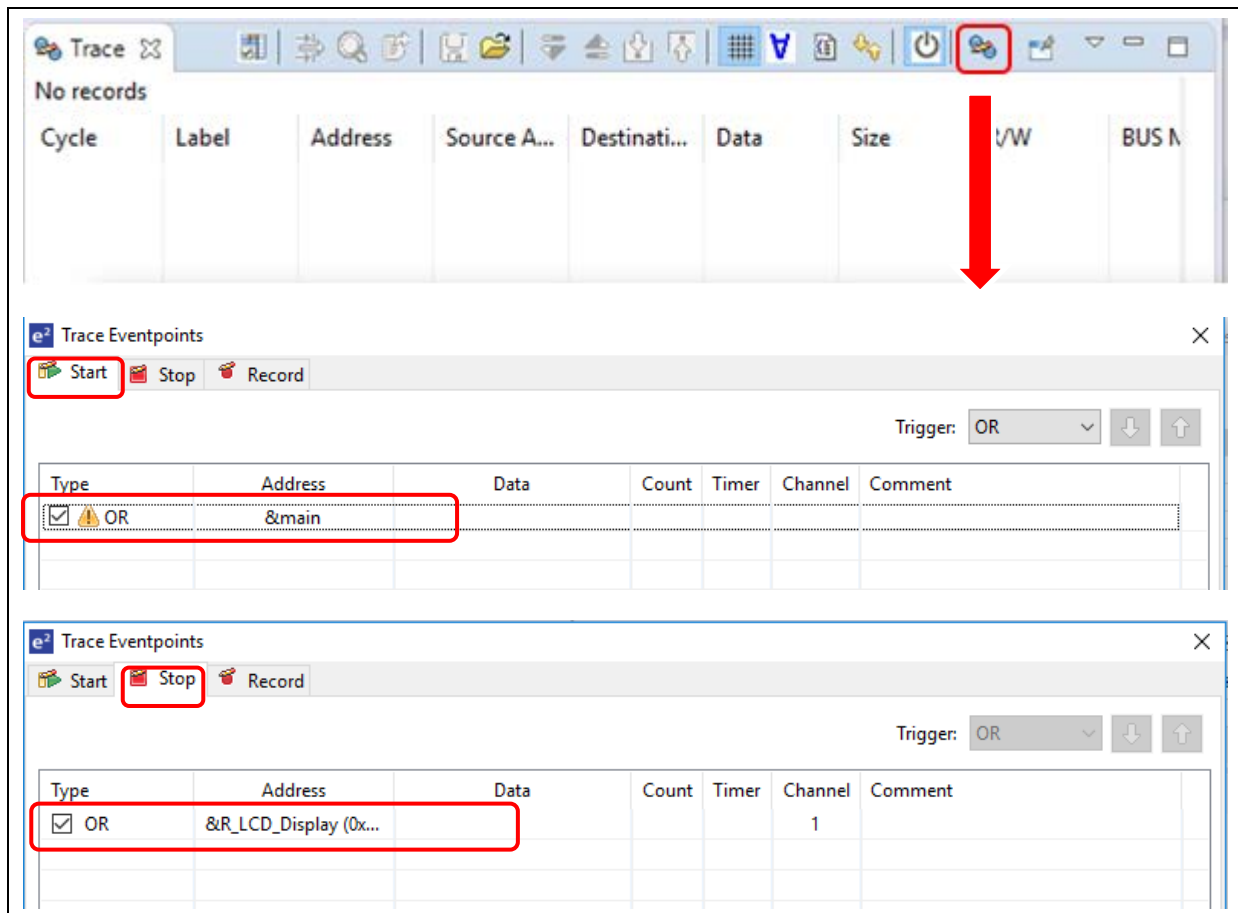 Trace
No records
Cycle Label Address Source A... Destinati... Data Size /W BUS
e² Trace Eventpoints
Start Stop Record
Trigger: OR
Type Address Data Count Timer Channel Comment
OR &main
e² Trace Eventpoints
Start Stop Record
Trigger: OR
Type Address Data Count Timer Channel Comment
OR &R_LCD_Display (0x... 1